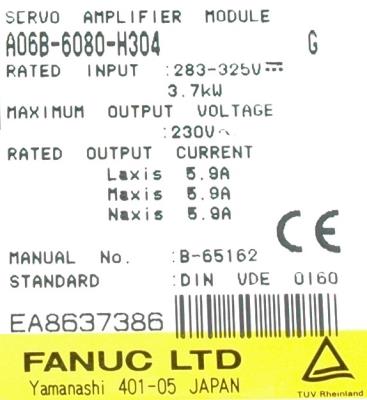 SERVO AMPLIFIER MODULE
A06B-6080-H304 G
RATED INPUT :283-325V⎓
3.7kW
MAXIMUM OUTPUT VOLTAGE
:230V~
RATED OUTPUT CURRENT
Laxis 5.9A
Maxis 5.9A
Naxis 5.9A
CE
MANUAL No. :B-65162
STANDARD :DIN VDE 0160
EA8637386
FANUC LTD
Yamanashi 401-05 JAPAN
TUV Rheinland